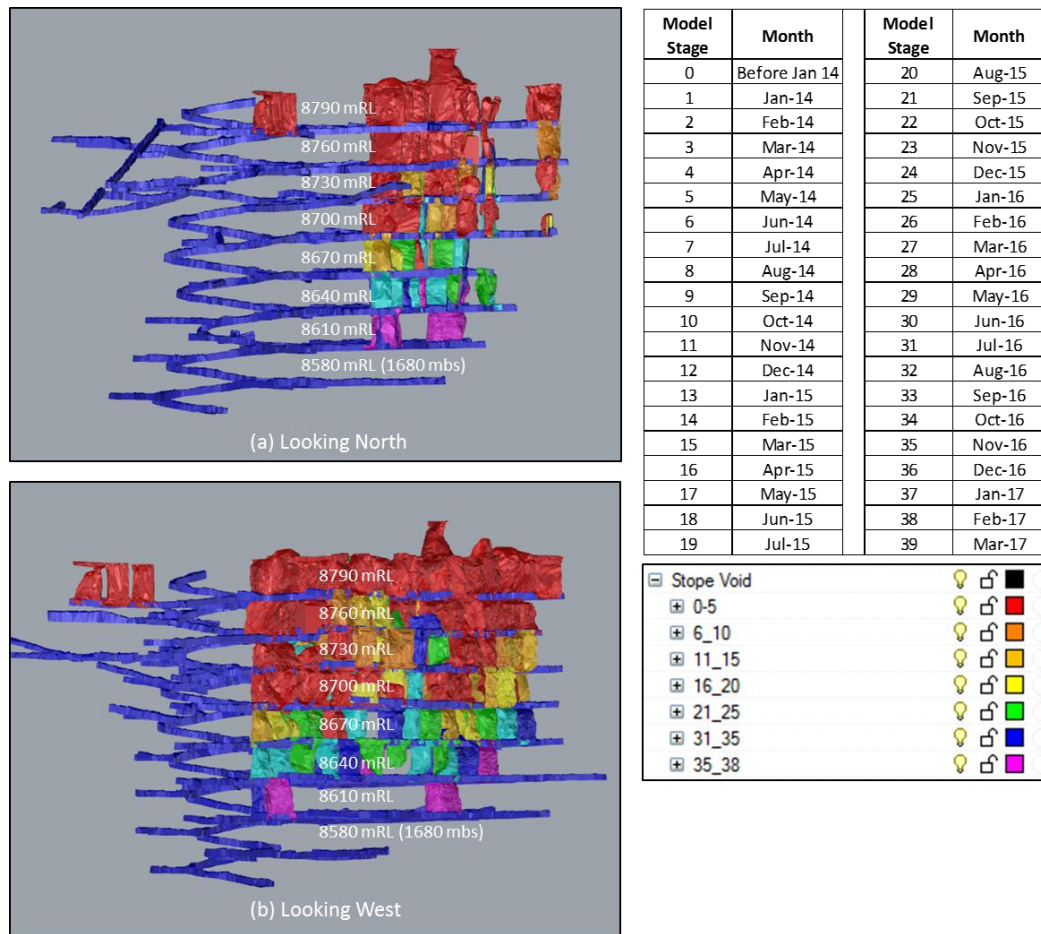 8790 mRL
8760 mRL
8730 mRL
8700 mRL
8670 mRL
8640 mRL
8610 mRL
8580 mRL (1680 mbs)
(a) Looking North
8790 mRL
8760 mRL
8730 mRL
8700 mRL
8670 mRL
8640 mRL
8610 mRL
8580 mRL (1680 mbs)
(b) Looking West
Model Stage Month Model Stage Month
0 Before Jan 14 20 Aug-15
1 Jan-14 21 Sep-15
2 Feb-14 22 Oct-15
3 Mar-14 23 Nov-15
4 Apr-14 24 Dec-15
5 May-14 25 Jan-16
6 Jun-14 26 Feb-16
7 Jul-14 27 Mar-16
8 Aug-14 28 Apr-16
9 Sep-14 29 May-16
10 Oct-14 30 Jun-16
11 Nov-14 31 Jul-16
12 Dec-14 32 Aug-16
13 Jan-15 33 Sep-16
14 Feb-15 34 Oct-16
15 Mar-15 35 Nov-16
16 Apr-15 36 Dec-16
17 May-15 37 Jan-17
18 Jun-15 38 Feb-17
19 Jul-15 39 Mar-17
Stope Void
0-5
6_10
11_15
16_20
21_25
31_35
35_38